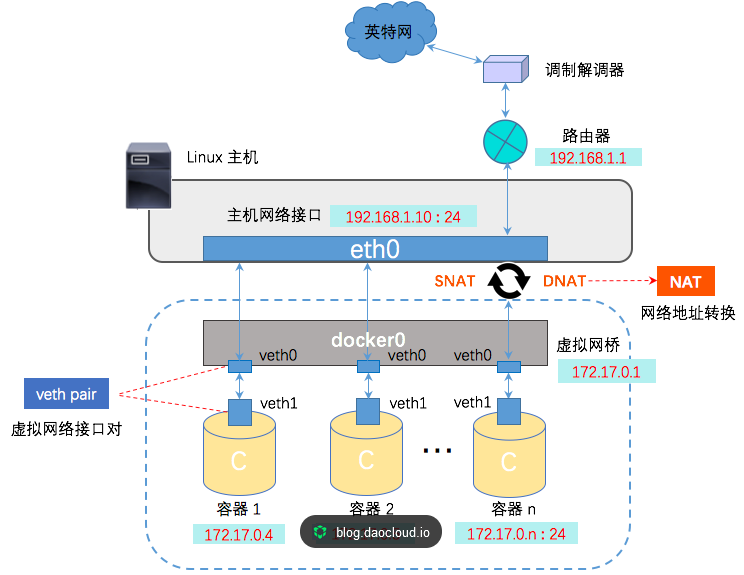 英特网
调制解调器
路由器
192.168.1.1
Linux 主机
主机网络接口
192.168.1.10 : 24
eth0
SNAT
DNAT
NAT
网络地址转换
docker0
虚拟网桥
172.17.0.1
veth0
veth0
veth0
veth pair
虚拟网络接口对
veth1
veth1
veth1
C
C
C
...
容器 1
容器 2
容器 n
172.17.0.4
blog.daocloud.io
172.17.0.n : 24